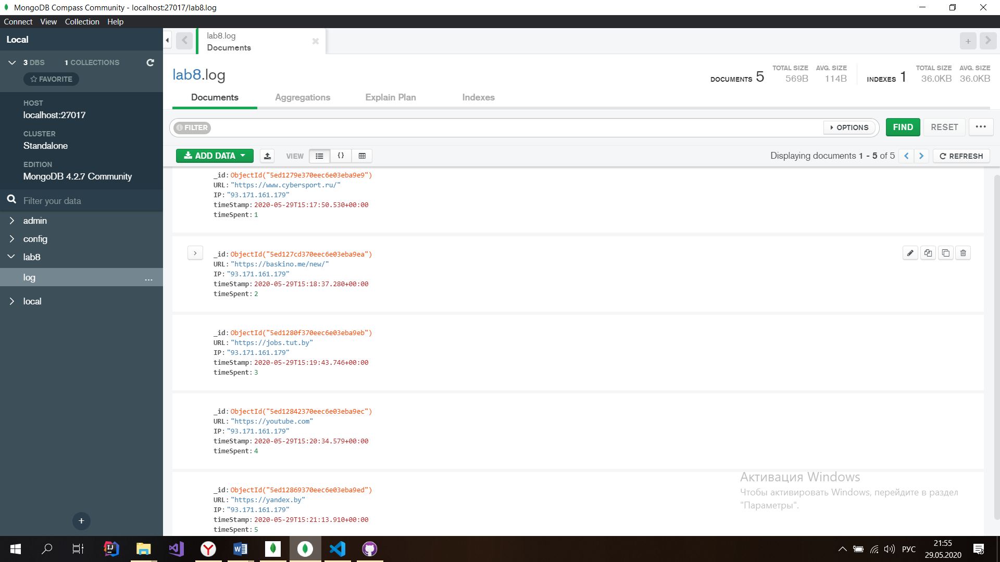 MongoDB Compass Community - localhost:27017/lab8.log
Connect View Collection Help
Local
3 DBS 1 COLLECTIONS
FAVORITE
HOST
localhost:27017
CLUSTER
Standalone
EDITION
MongoDB 4.2.7 Community
Filter your data
admin
config
lab8
log ...
local
lab8.log
Documents
lab8.log
DOCUMENTS 5 TOTAL SIZE 569B AVG. SIZE 114B INDEXES 1 TOTAL SIZE 36.0KB AVG. SIZE 36.0KB
Documents Aggregations Explain Plan Indexes
FILTER OPTIONS FIND RESET ...
ADD DATA VIEW {} Displaying documents 1 - 5 of 5 REFRESH
_id: ObjectId("5ed1279e370eec6e03eba9e9")
URL: "https://www.cybersport.ru/"
IP: "93.171.161.179"
timeStamp: 2020-05-29T15:17:50.530+00:00
timeSpent: 1
_id: ObjectId("5ed127cd370eec6e03eba9ea")
URL: "https://baskino.me/new/"
IP: "93.171.161.179"
timeStamp: 2020-05-29T15:18:37.280+00:00
timeSpent: 2
_id: ObjectId("5ed1280f370eec6e03eba9eb")
URL: "https://jobs.tut.by"
IP: "93.171.161.179"
timeStamp: 2020-05-29T15:19:43.746+00:00
timeSpent: 3
_id: ObjectId("5ed12842370eec6e03eba9ec")
URL: "https://youtube.com"
IP: "93.171.161.179"
timeStamp: 2020-05-29T15:20:34.579+00:00
timeSpent: 4
_id: ObjectId("5ed12869370eec6e03eba9ed")
URL: "https://yandex.by"
IP: "93.171.161.179"
timeStamp: 2020-05-29T15:21:13.910+00:00
timeSpent: 5
Активация Windows
Чтобы активировать Windows, перейдите в раздел
"Параметры".
РУС
21:55
29.05.2020